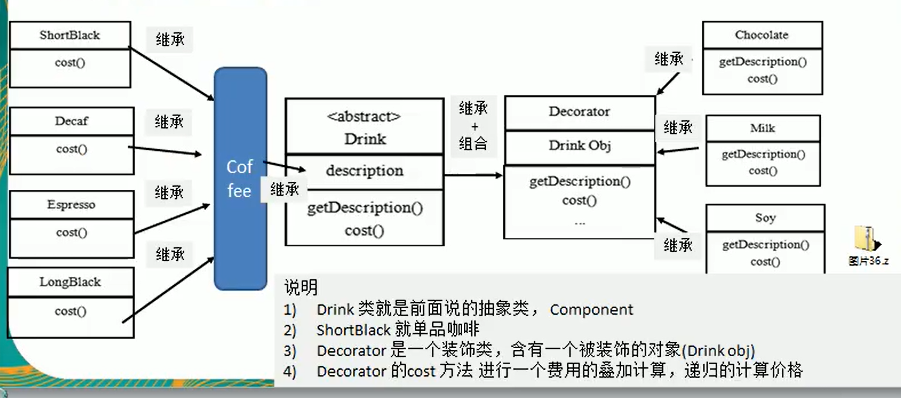 ShortBlack
cost()
继承
Decaf
cost()
继承
Espresso
cost()
继承
LongBlack
cost()
继承
Cof
fee
继承
<abstract>
Drink
description
getDescription()
cost()
继承
+
组合
Decorator
Drink Obj
getDescription()
cost()
...
继承
Chocolate
getDescription()
cost()
继承
Milk
getDescription()
cost()
继承
Soy
getDescription()
cost()
图片36.z
说明
1) Drink 类就是前面说的抽象类， Component
2) ShortBlack 就单品咖啡
3) Decorator 是一个装饰类，含有一个被装饰的对象(Drink obj)
4) Decorator 的cost 方法 进行一个费用的叠加计算，递归的计算价格